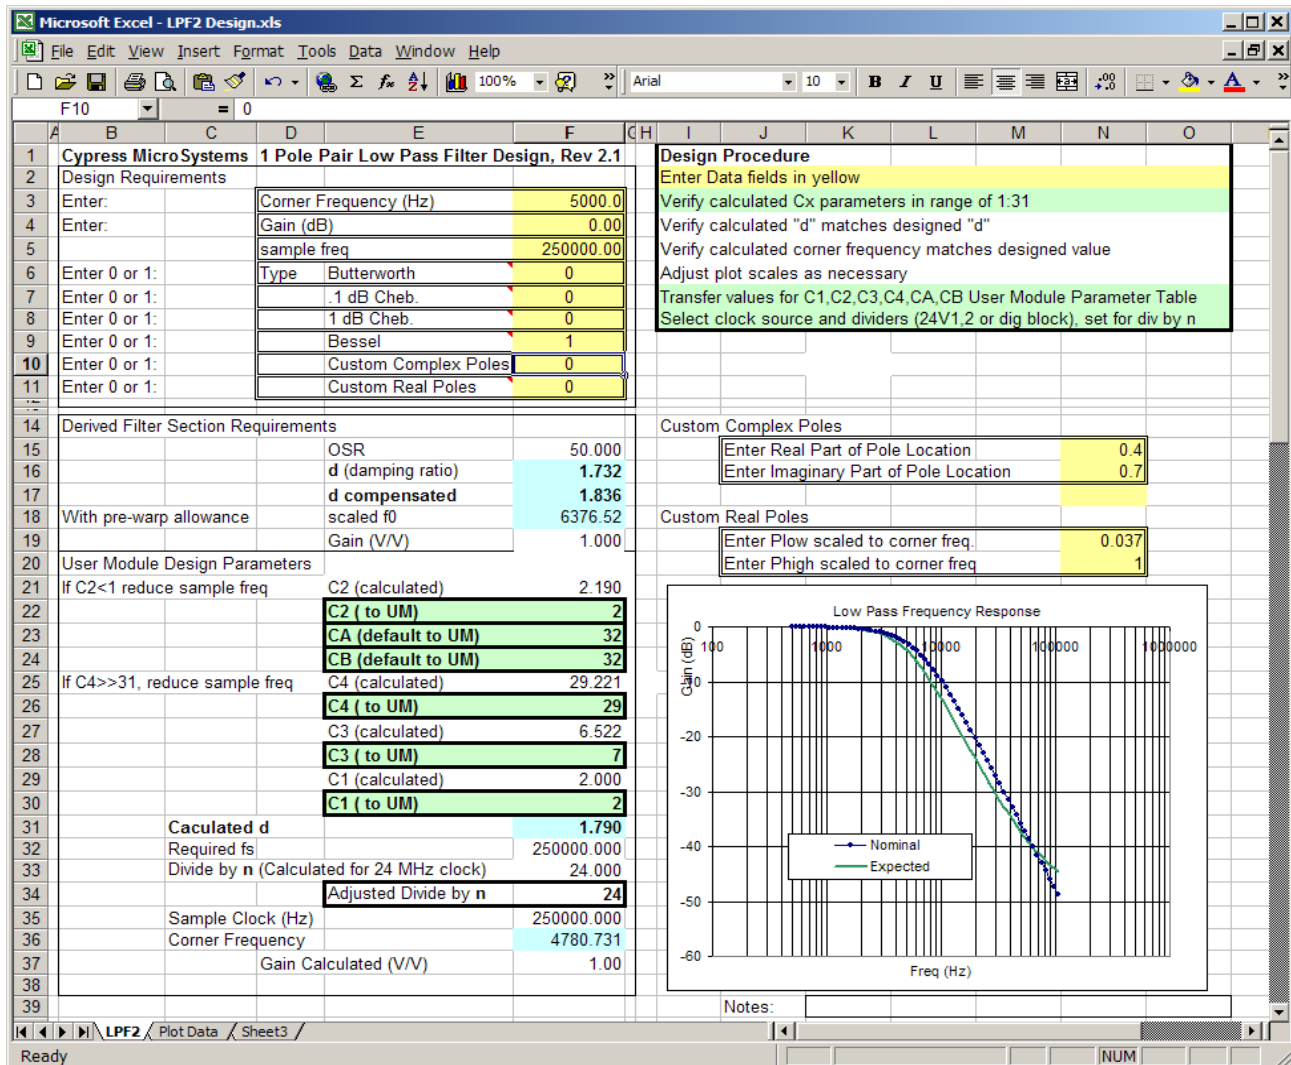 Microsoft Excel - LPF2 Design.xls
File Edit View Insert Format Tools Data Window Help
100% Arial 10 B I U
F10 = 0
A B C D E F G H I J K L M N O
1 Cypress MicroSystems 1 Pole Pair Low Pass Filter Design, Rev 2.1 Design Procedure
2 Design Requirements Enter Data fields in yellow
3 Enter: Corner Frequency (Hz) 5000.0 Verify calculated Cx parameters in range of 1:31
4 Enter: Gain (dB) 0.00 Verify calculated "d" matches designed "d"
5 sample freq 250000.00 Verify calculated corner frequency matches designed value
6 Enter 0 or 1: Type Butterworth 0 Adjust plot scales as necessary
7 Enter 0 or 1: .1 dB Cheb. 0 Transfer values for C1,C2,C3,C4,CA,CB User Module Parameter Table
8 Enter 0 or 1: 1 dB Cheb. 0 Select clock source and dividers (24V1,2 or dig block), set for div by n
9 Enter 0 or 1: Bessel 1
10 Enter 0 or 1: Custom Complex Poles 0
11 Enter 0 or 1: Custom Real Poles 0
14 Derived Filter Section Requirements Custom Complex Poles
15 OSR 50.000 Enter Real Part of Pole Location 0.4
16 d (damping ratio) 1.732 Enter Imaginary Part of Pole Location 0.7
17 d compensated 1.836
18 With pre-warp allowance scaled f0 6376.52 Custom Real Poles
19 Gain (V/V) 1.000 Enter Plow scaled to corner freq. 0.037
20 User Module Design Parameters Enter Phigh scaled to corner freq 1
21 If C2<1 reduce sample freq C2 (calculated) 2.190
22 C2 ( to UM) 2
23 CA (default to UM) 32
24 CB (default to UM) 32
25 If C4>>31, reduce sample freq C4 (calculated) 29.221
26 C4 ( to UM) 29
27 C3 (calculated) 6.522
28 C3 ( to UM) 7
29 C1 (calculated) 2.000
30 C1 ( to UM) 2
31 Caculated d 1.790
32 Required fs 250000.000
33 Divide by n (Calculated for 24 MHz clock) 24.000
34 Adjusted Divide by n 24
35 Sample Clock (Hz) 250000.000
36 Corner Frequency 4780.731
37 Gain Calculated (V/V) 1.00
38
39 Notes:
Low Pass Frequency Response
0
100 1000 10000 100000 1000000
Gain (dB)
-10
-20
-30
-40
-50
-60
Nominal
Expected
Freq (Hz)
LPF2 Plot Data Sheet3
Ready NUM